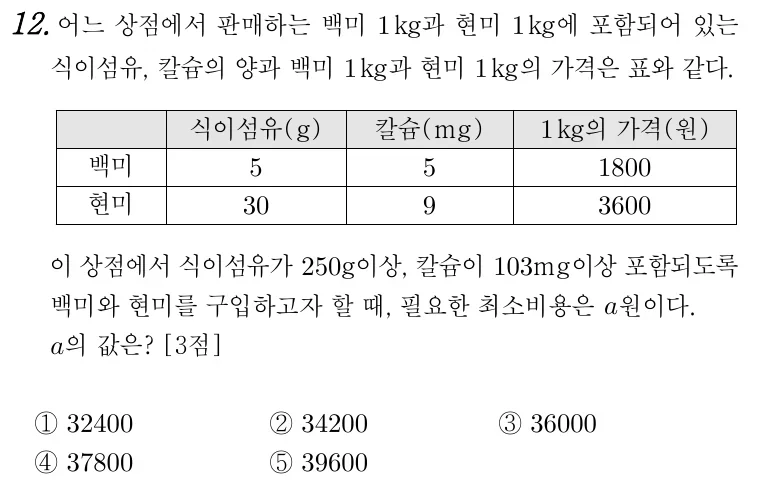 12. 어느 상점에서 판매하는 백미 1kg과 현미 1kg에 포함되어 있는
식이섬유, 칼슘의 양과 백미 1kg과 현미 1kg의 가격은 표와 같다.
식이섬유(g) 칼슘(mg) 1kg의 가격(원)
백미 5 5 1800
현미 30 9 3600
이 상점에서 식이섬유가 250g이상, 칼슘이 103mg이상 포함되도록
백미와 현미를 구입하고자 할 때, 필요한 최소비용은 a원이다.
a의 값은? [3점]
① 32400 ② 34200 ③ 36000
④ 37800 ⑤ 39600